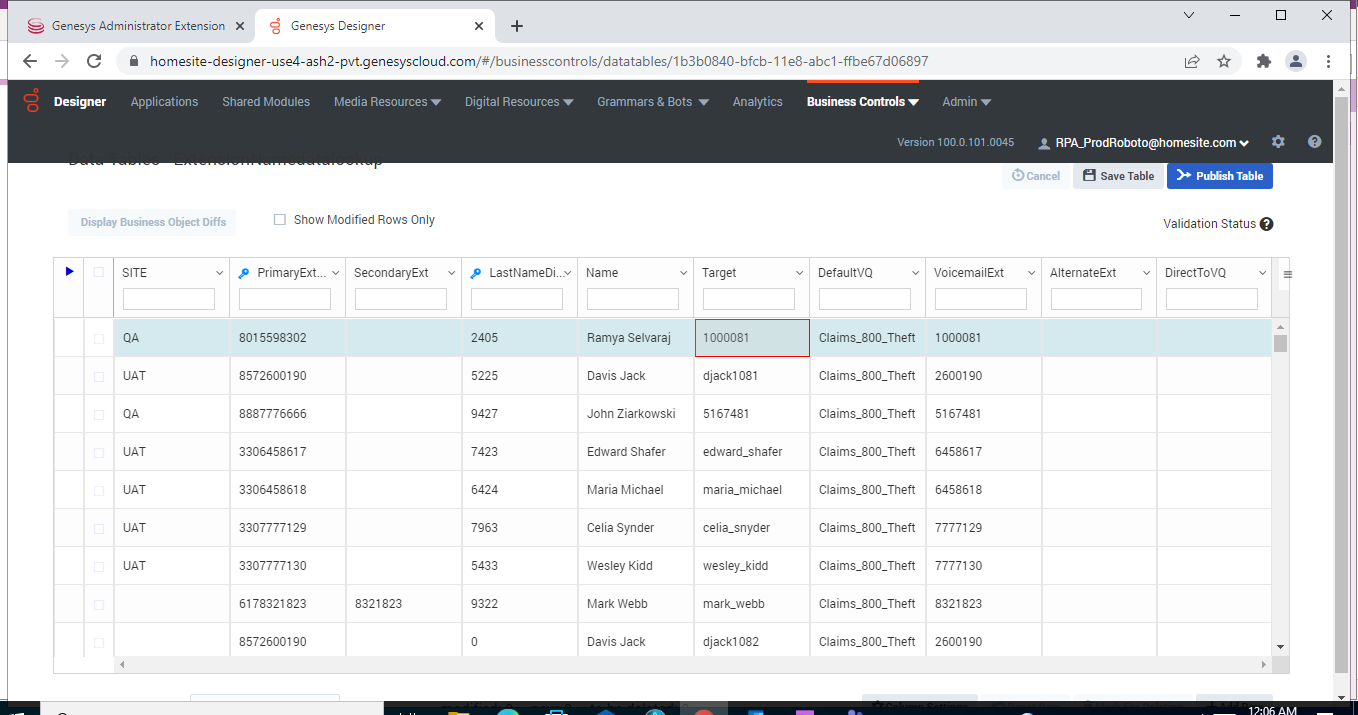 Genesys Administrator Extension
Genesys Designer
homesite-designer-use4-ash2-pvt.genesyscloud.com/#/businesscontrols/datatables/1b3b0840-bfcb-11e8-abc1-ffbe67d06897
Designer Applications Shared Modules Media Resources Digital Resources Grammars & Bots Analytics Business Controls Admin
Version 100.0.101.0045 RPA_ProdRoboto@homesite.com
Data Tables - ExtensionNamedatalookup
Cancel Save Table Publish Table
Display Business Object Diffs Show Modified Rows Only Validation Status
SITE PrimaryExt... SecondaryExt LastNameDi... Name Target DefaultVQ VoicemailExt AlternateExt DirectToVQ
QA 8015598302 2405 Ramya Selvaraj 1000081 Claims_800_Theft 1000081
UAT 8572600190 5225 Davis Jack djack1081 Claims_800_Theft 2600190
QA 8887776666 9427 John Ziarkowski 5167481 Claims_800_Theft 5167481
UAT 3306458617 7423 Edward Shafer edward_shafer Claims_800_Theft 6458617
UAT 3306458618 6424 Maria Michael maria_michael Claims_800_Theft 6458618
UAT 3307777129 7963 Celia Synder celia_snyder Claims_800_Theft 7777129
UAT 3307777130 5433 Wesley Kidd wesley_kidd Claims_800_Theft 7777130
6178321823 8321823 9322 Mark Webb mark_webb Claims_800_Theft 8321823
8572600190 0 Davis Jack djack1082 Claims_800_Theft 2600190
12:06 AM